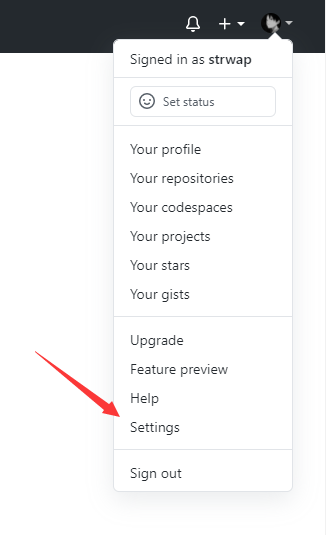 Signed in as strwap
Set status
Your profile
Your repositories
Your codespaces
Your projects
Your stars
Your gists
Upgrade
Feature preview
Help
Settings
Sign out